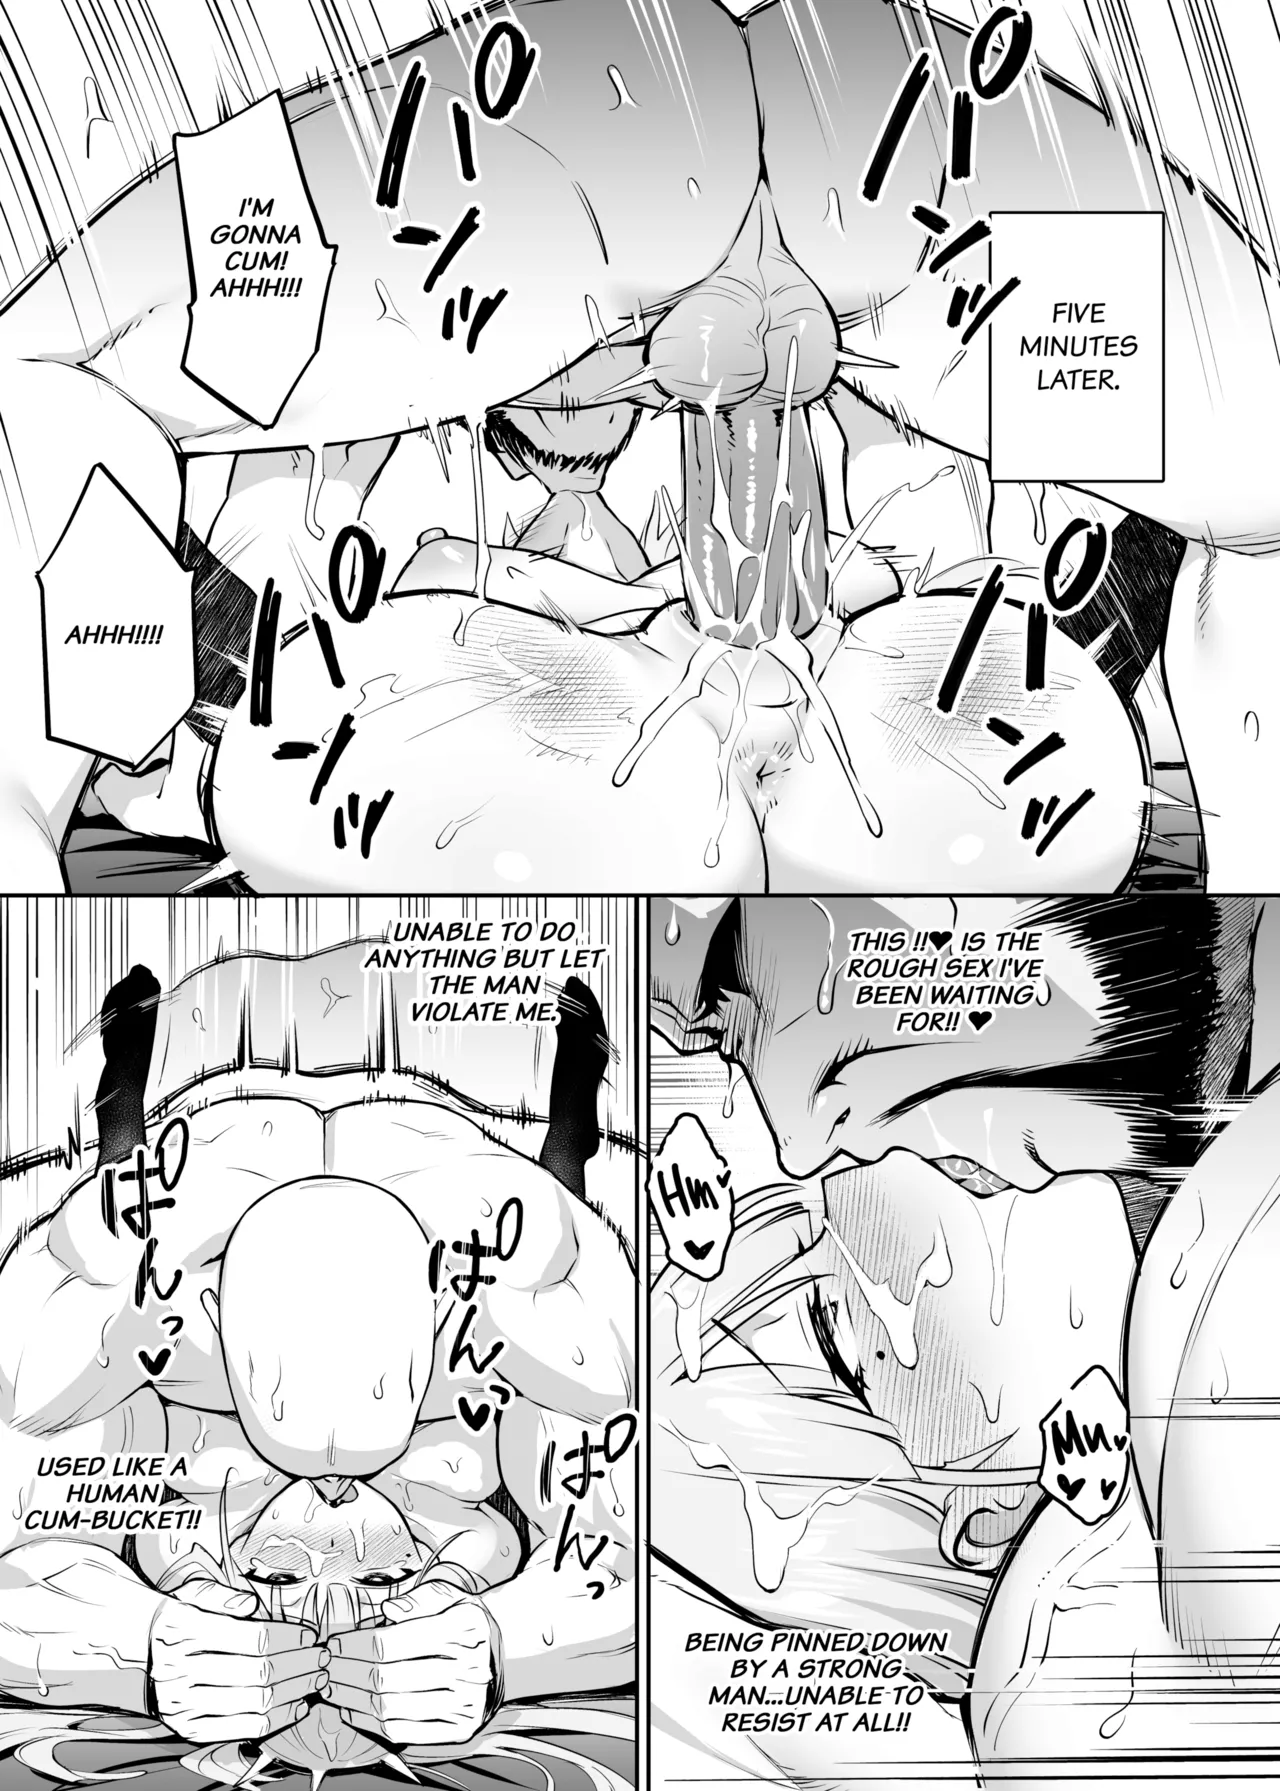 FIVE
MINUTES
LATER.
パンッ
パンッ
I'M
GONNA
CUM!
AHHH!!!
パンッ
パンッ
AHHH!!!!
THIS !!♥ IS THE
ROUGH SEX I'VE
BEEN WAITING
FOR!! ♥
Hm
♥
Mn
♥♥
BEING PINNED DOWN
BY A STRONG
MAN...UNABLE TO
RESIST AT ALL!!
UNABLE TO DO
ANYTHING BUT LET
THE MAN
VIOLATE ME.
ぱんっ♥
ぱんっ♥
ぱんっ
USED LIKE A
HUMAN
CUM-BUCKET!!